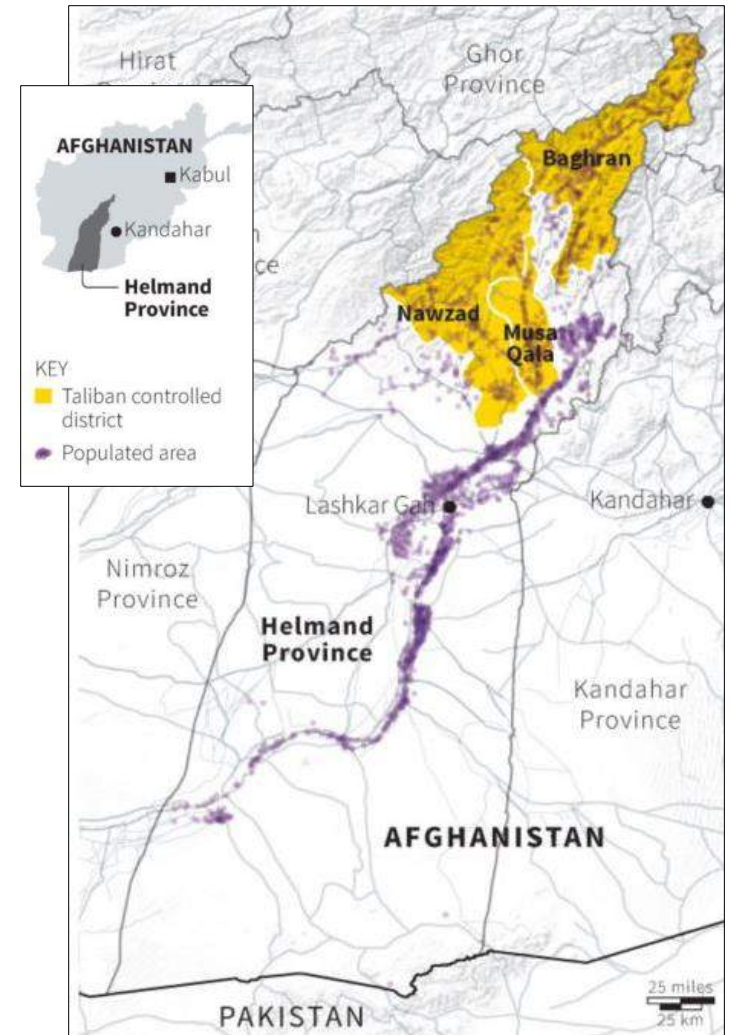 Hirat
Ghor
Province
AFGHANISTAN
Kabul
Kandahar
Helmand
Province
KEY
Taliban controlled
district
Populated area
ce
Baghran
Nawzad
Musa
Qala
Lashkar Gah
Kandahar
Nimroz
Province
Helmand
Province
Kandahar
Province
AFGHANISTAN
25 miles
25 km
PAKISTAN